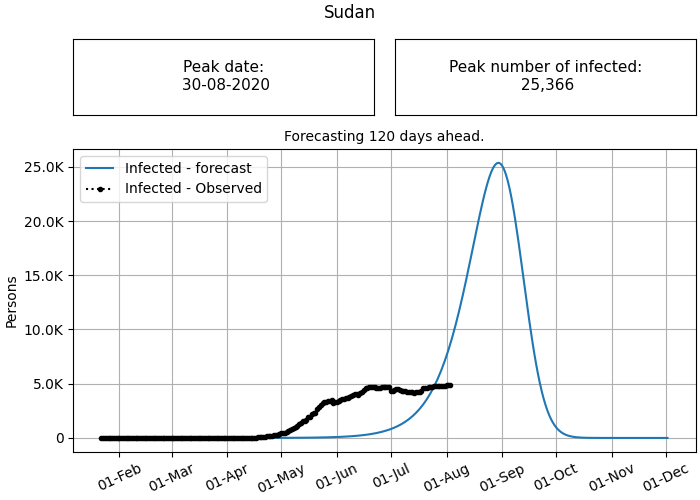 Sudan
Peak date:
30-08-2020
Peak number of infected:
25,366
Forecasting 120 days ahead.
Infected - forecast
Infected - Observed
Persons
25.0K
20.0K
15.0K
10.0K
5.0K
0
01-Feb
01-Mar
01-Apr
01-May
01-Jun
01-Jul
01-Aug
01-Sep
01-Oct
01-Nov
01-Dec